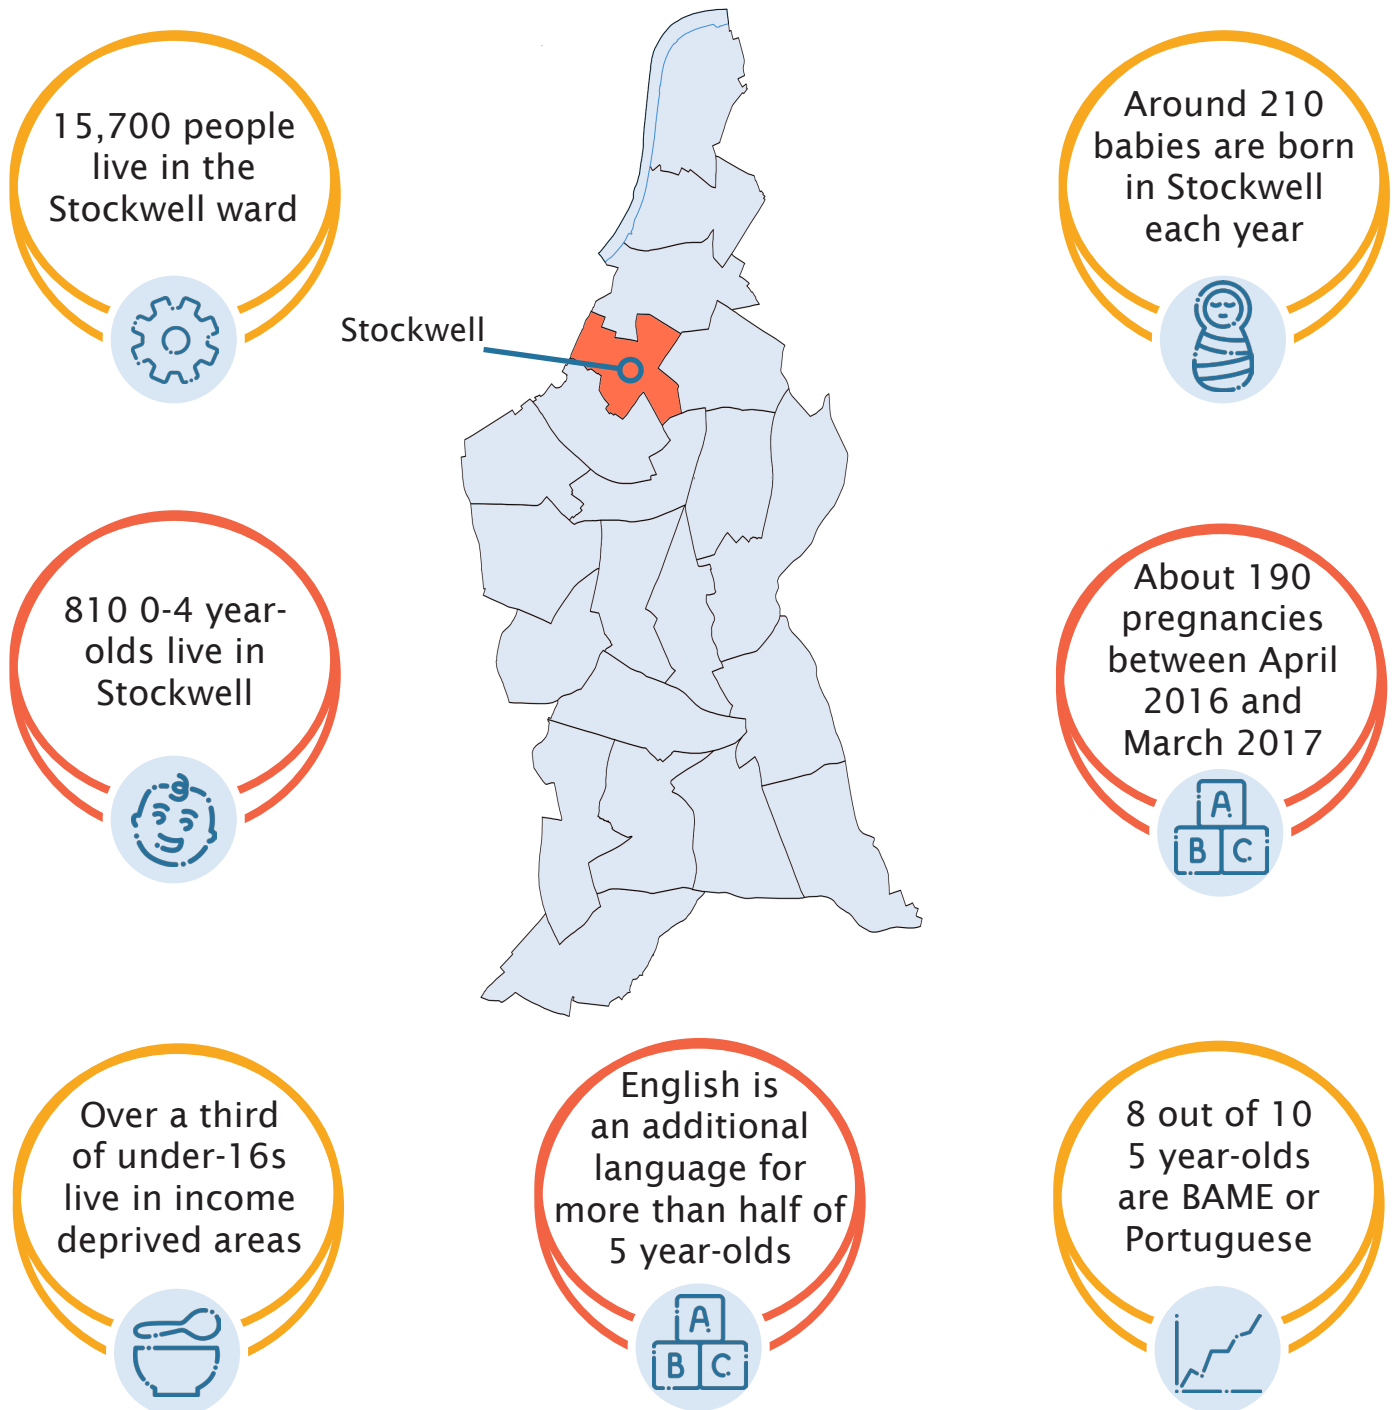 15,700 people
live in the
Stockwell ward
Around 210
babies are born
in Stockwell
each year
Stockwell
810 0-4 year-
olds live in
Stockwell
About 190
pregnancies
between April
2016 and
March 2017
A
B C
Over a third
of under-16s
live in income
deprived areas
English is
an additional
language for
more than half of
5 year-olds
A
B C
8 out of 10
5 year-olds
are BAME or
Portuguese